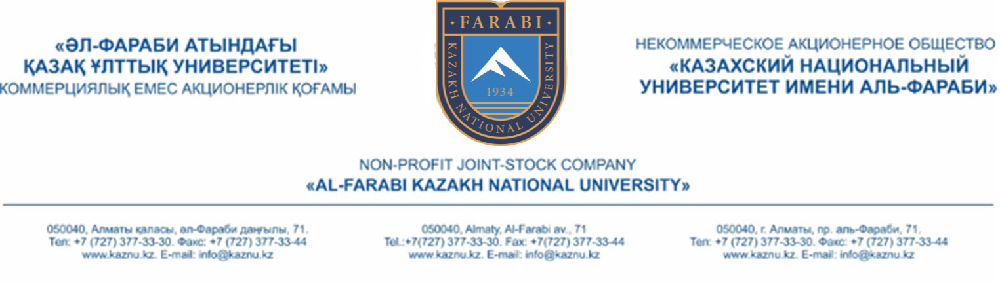 «ӘЛ-ФАРАБИ АТЫНДАҒЫ
ҚАЗАҚ ҰЛТТЫҚ УНИВЕРСИТЕТІ»
КОММЕРЦИЯЛЫҚ ЕМЕС АКЦИОНЕРЛІК ҚОҒАМЫ
FARABI
KAZAKH NATIONAL UNIVERSITY
1934
НЕКОММЕРЧЕСКОЕ АКЦИОНЕРНОЕ ОБЩЕСТВО
«КАЗАХСКИЙ НАЦИОНАЛЬНЫЙ
УНИВЕРСИТЕТ ИМЕНИ АЛЬ-ФАРАБИ»
NON-PROFIT JOINT-STOCK COMPANY
«AL-FARABI KAZAKH NATIONAL UNIVERSITY»
050040, Алматы қаласы, әл-Фараби даңғылы, 71.
Тел: +7 (727) 377-33-30. Факс: +7 (727) 377-33-44
www.kaznu.kz. E-mail: info@kaznu.kz
050040, Almaty, Al-Farabi av., 71
Tel.:+7(727) 377-33-30. Fax: +7(727) 377-33-44
www.kaznu.kz. E-mail: info@kaznu.kz
050040, г. Алматы, пр. аль-Фараби, 71.
Тел: +7 (727) 377-33-30. Факс: +7 (727) 377-33-44
www.kaznu.kz. E-mail: info@kaznu.kz